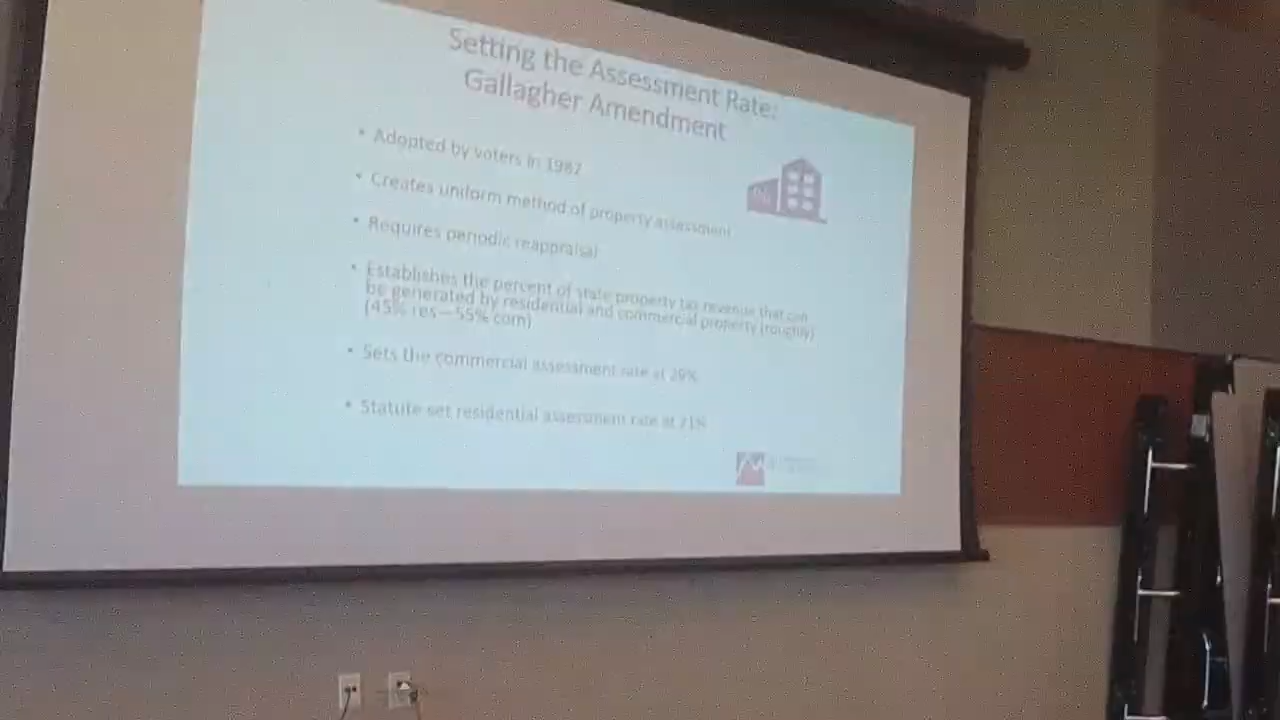 Setting the Assessment Rate:
Gallagher Amendment
• Adopted by voters in 1982
• Creates uniform method of property assessment
• Requires periodic reappraisal
• Establishes the percent of state property tax revenue that can
be generated by residential and commercial property (roughly)
(45% res—55% com)
• Sets the commercial assessment rate at 29%
• Statute set residential assessment rate at 21%